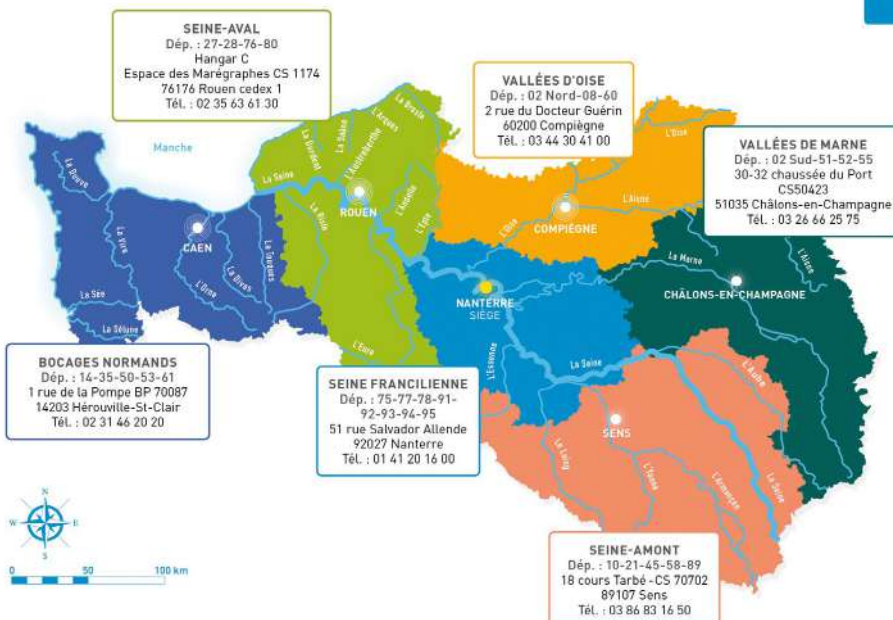 SEINE-AVAL
Dép. : 27-28-76-80
Hangar C
Espace des Marégraphes CS 1174
76176 Rouen cedex 1
Tél. : 02 35 63 61 30
VALLÉES D'OISE
Dép. : 02 Nord-08-60
2 rue du Docteur Guérin
60200 Compiègne
Tél. : 03 44 30 41 00
VALLÉES DE MARNE
Dép. : 02 Sud-51-52-55
30-32 chaussée du Port
CS50423
51035 Châlons-en-Champagne
Tél. : 03 26 66 25 75
Manche
La Douve
La Vire
La Sée
La Sélune
CAEN
L'Orne
La Dives
La Touques
La Seine
La Durdent
La Saâne
L'Austreberthe
L'Arques
La Bresle
ROUEN
La Risle
L'Andelle
L'Epte
L'Eure
L'Oise
L'Aisne
L'Oise
COMPIÈGNE
La Marne
L'Aisne
CHÂLONS-EN-CHAMPAGNE
NANTERRE
SIÈGE
L'Essonne
La Seine
L'Aube
SENS
Le Loing
L'Yonne
L'Armançon
La Seine
BOCAGES NORMANDS
Dép. : 14-35-50-53-61
1 rue de la Pompe BP 70087
14203 Hérouville-St-Clair
Tél. : 02 31 46 20 20
SEINE FRANCILIENNE
Dép. : 75-77-78-91-
92-93-94-95
51 rue Salvador Allende
92027 Nanterre
Tél. : 01 41 20 16 00
SEINE-AMONT
Dép. : 10-21-45-58-89
18 cours Tarbé -CS 70702
89107 Sens
Tél. : 03 86 83 16 50
N
W E
S
0 50 100 km